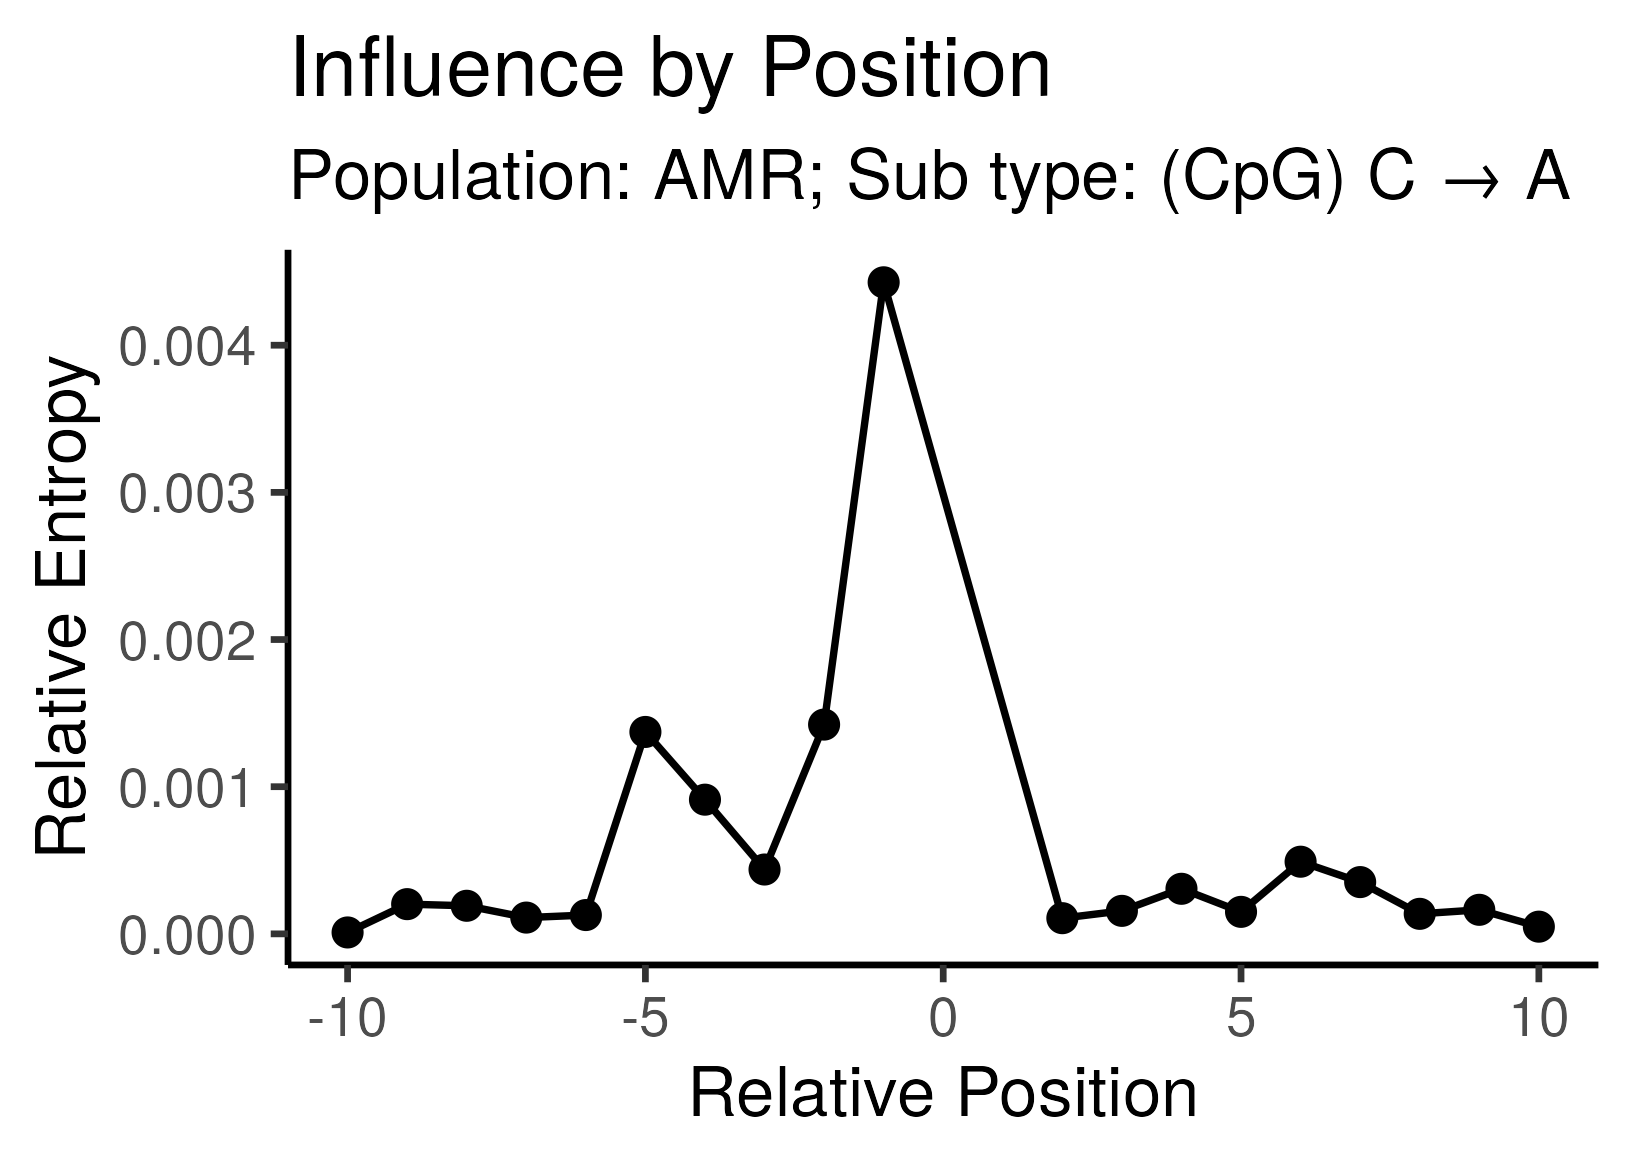 Influence by Position
Population: AMR; Sub type: (CpG) C → A
Relative Entropy
0.004
0.003
0.002
0.001
0.000
-10 -5 0 5 10
Relative Position